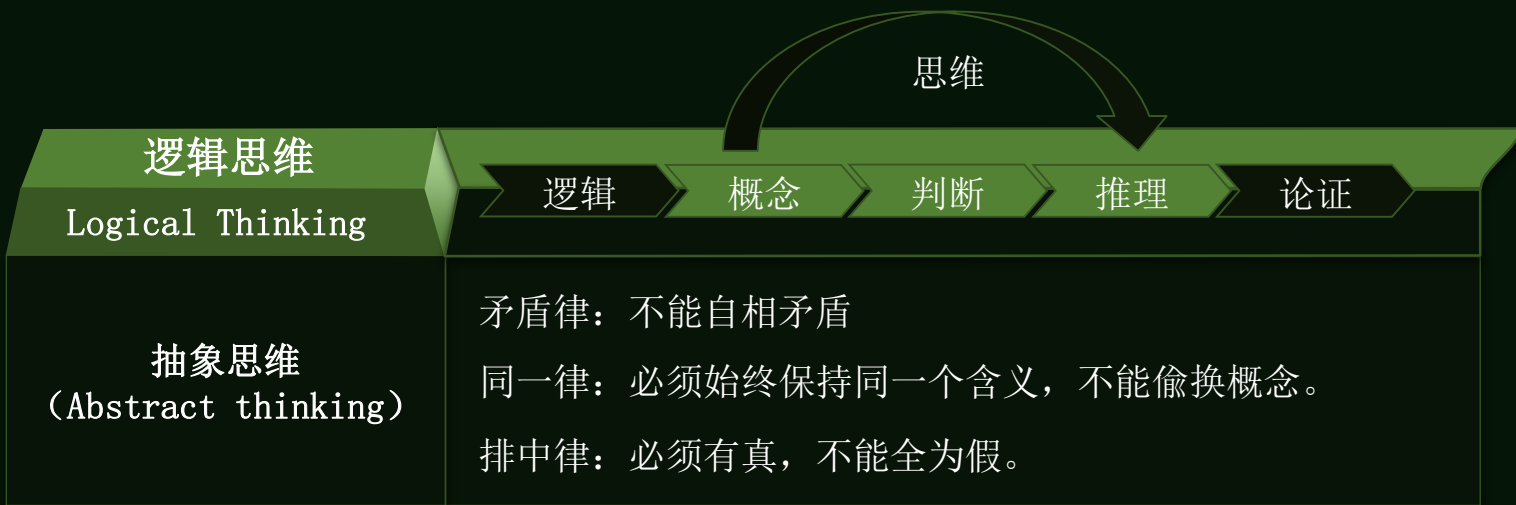 思维
逻辑思维
Logical Thinking
逻辑 概念 判断 推理 论证
抽象思维
（Abstract thinking）
矛盾律：不能自相矛盾
同一律：必须始终保持同一个含义，不能偷换概念。
排中律：必须有真，不能全为假。